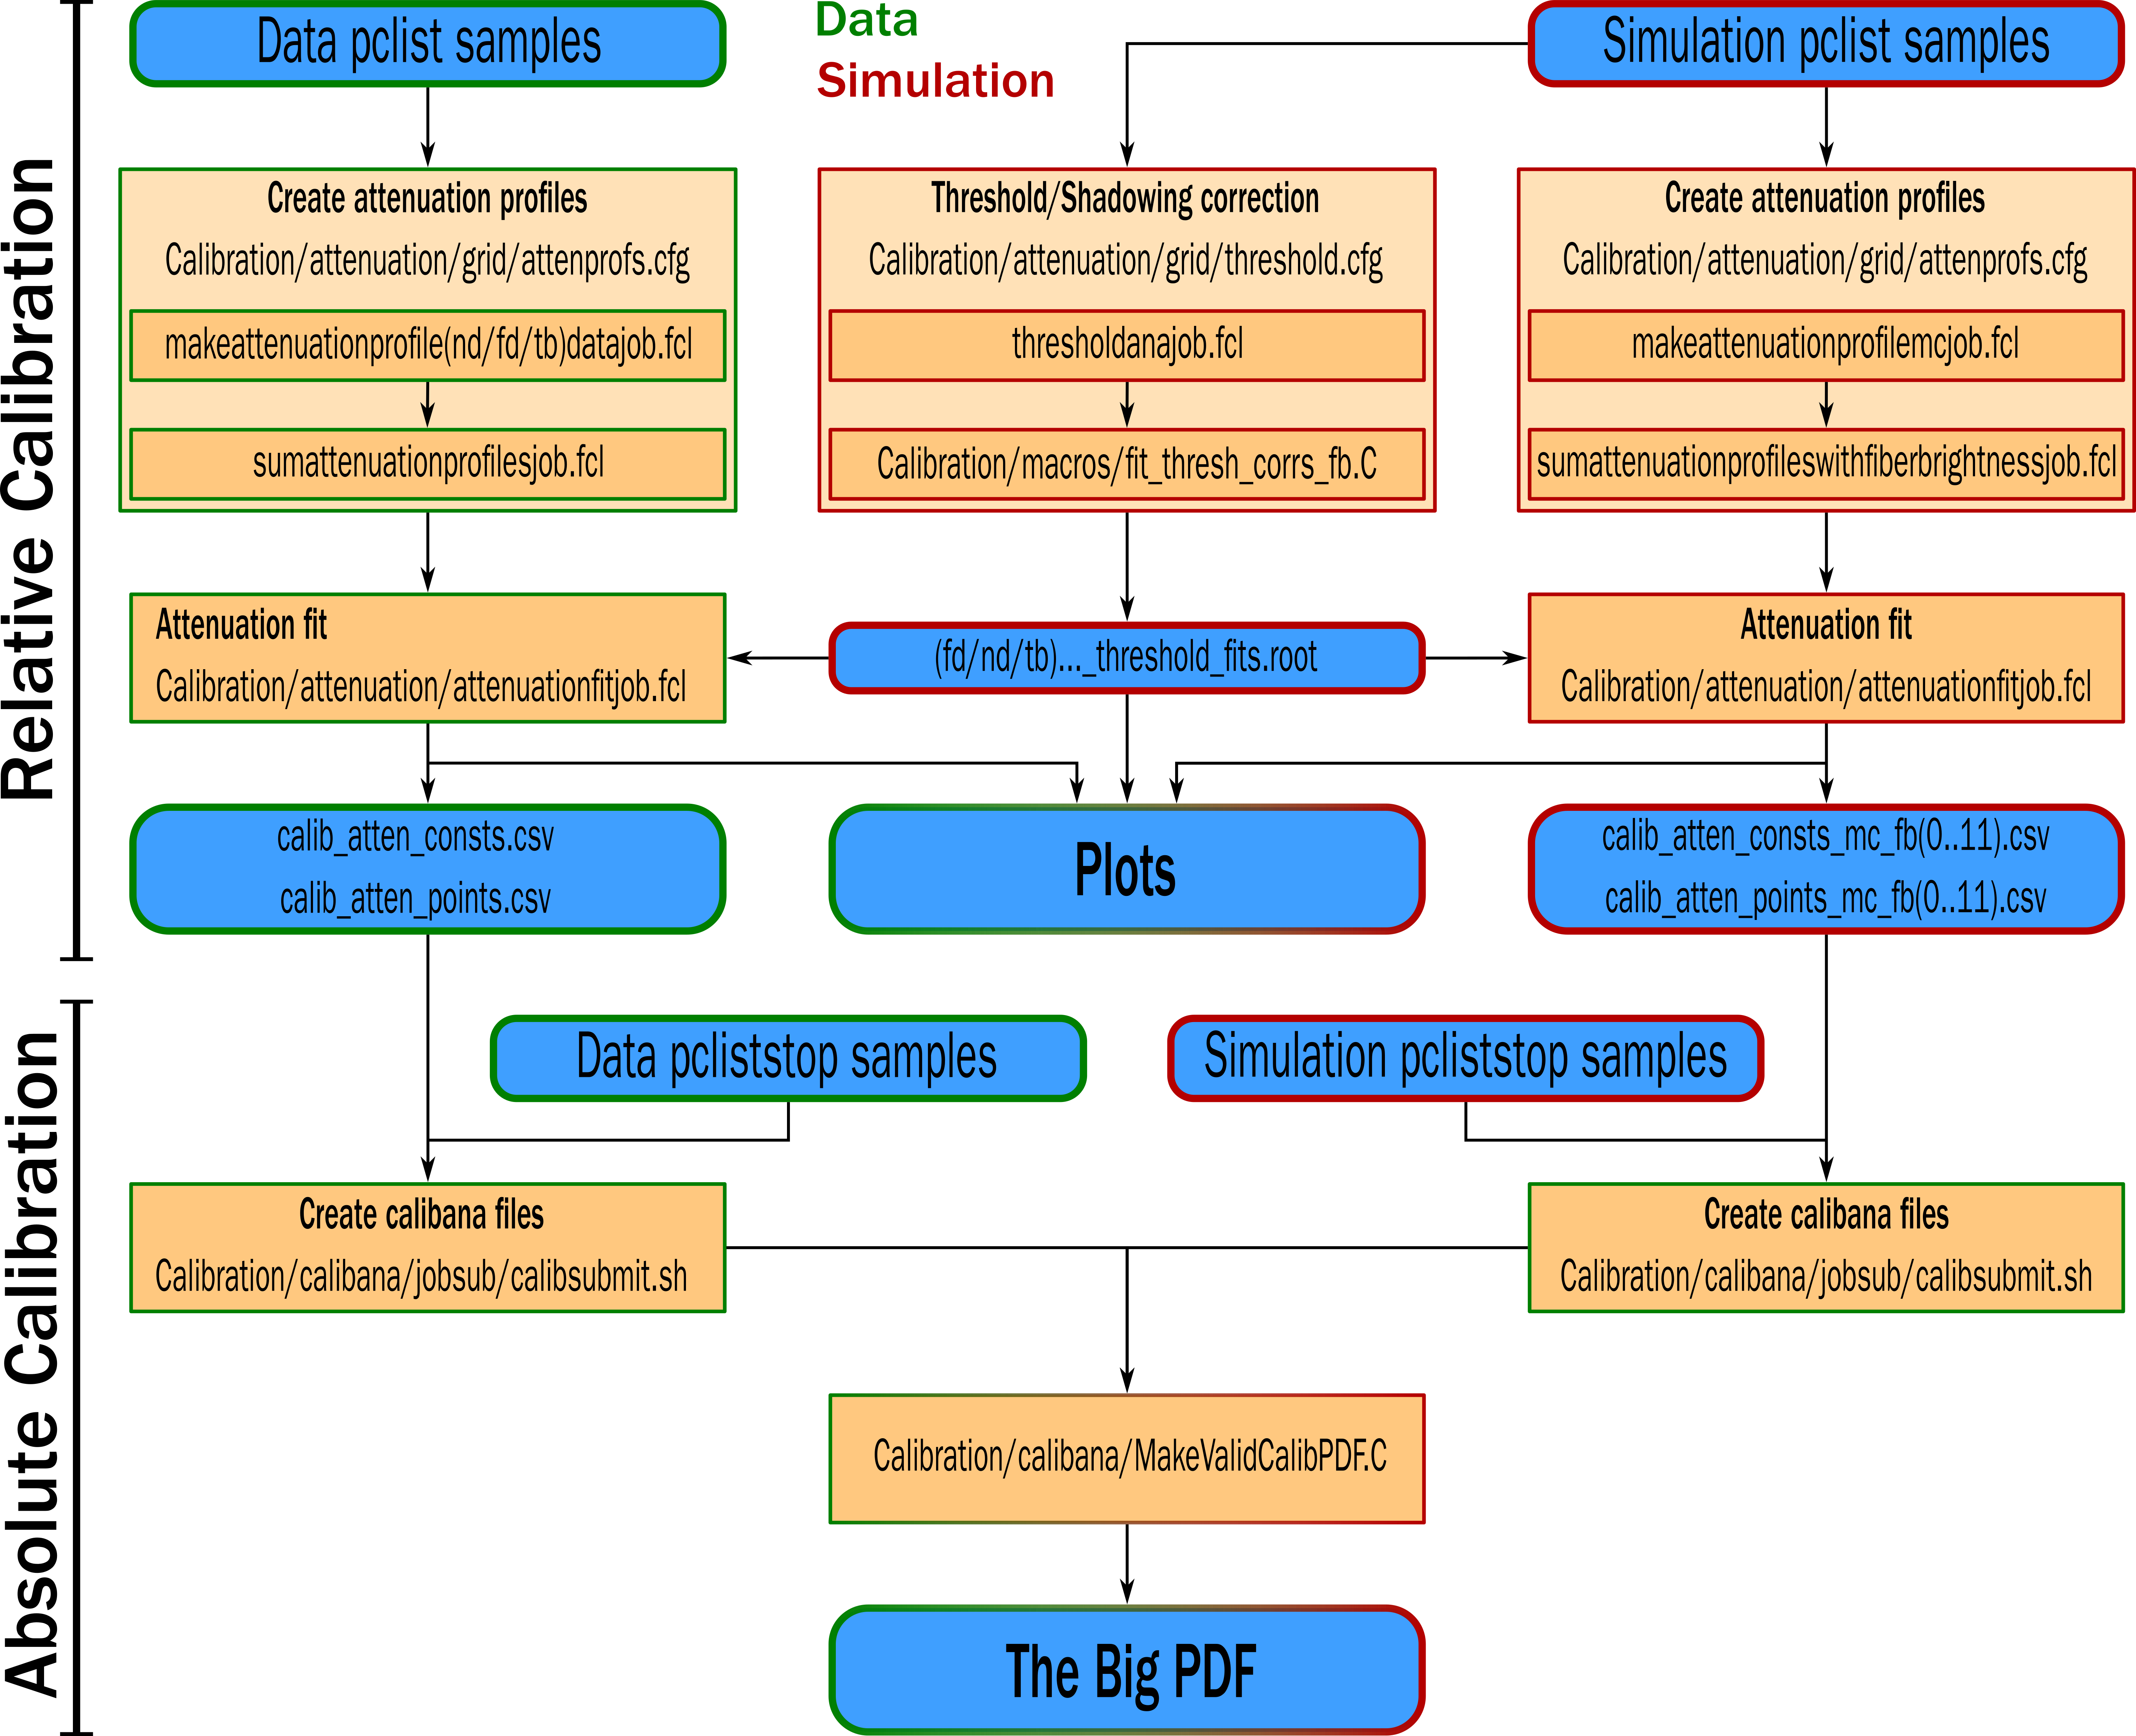 Relative Calibration
Data pclist samples
Data
Simulation
Simulation pclist samples
Create attenuation profiles
Calibration/attenuation/grid/attenprofs.cfg
makeattenuationprofile(nd/fd/tb)datajob.fcl
sumattenuationprofilesjob.fcl
Threshold/Shadowing correction
Calibration/attenuation/grid/threshold.cfg
thresholdanajob.fcl
Calibration/macros/fit_thresh_corrs_fb.C
Create attenuation profiles
Calibration/attenuation/grid/attenprofs.cfg
makeattenuationprofilemcjob.fcl
sumattenuationprofileswithfiberbrightnessjob.fcl
Attenuation fit
Calibration/attenuation/attenuationfitjob.fcl
(fd/nd/tb)..._threshold_fits.root
Attenuation fit
Calibration/attenuation/attenuationfitjob.fcl
calib_atten_consts.csv
calib_atten_points.csv
Plots
calib_atten_consts_mc_fb(0..11).csv
calib_atten_points_mc_fb(0..11).csv
Absolute Calibration
Data pcliststop samples
Simulation pcliststop samples
Create calibana files
Calibration/calibana/jobsub/calibsubmit.sh
Create calibana files
Calibration/calibana/jobsub/calibsubmit.sh
Calibration/calibana/MakeValidCalibPDF.C
The Big PDF